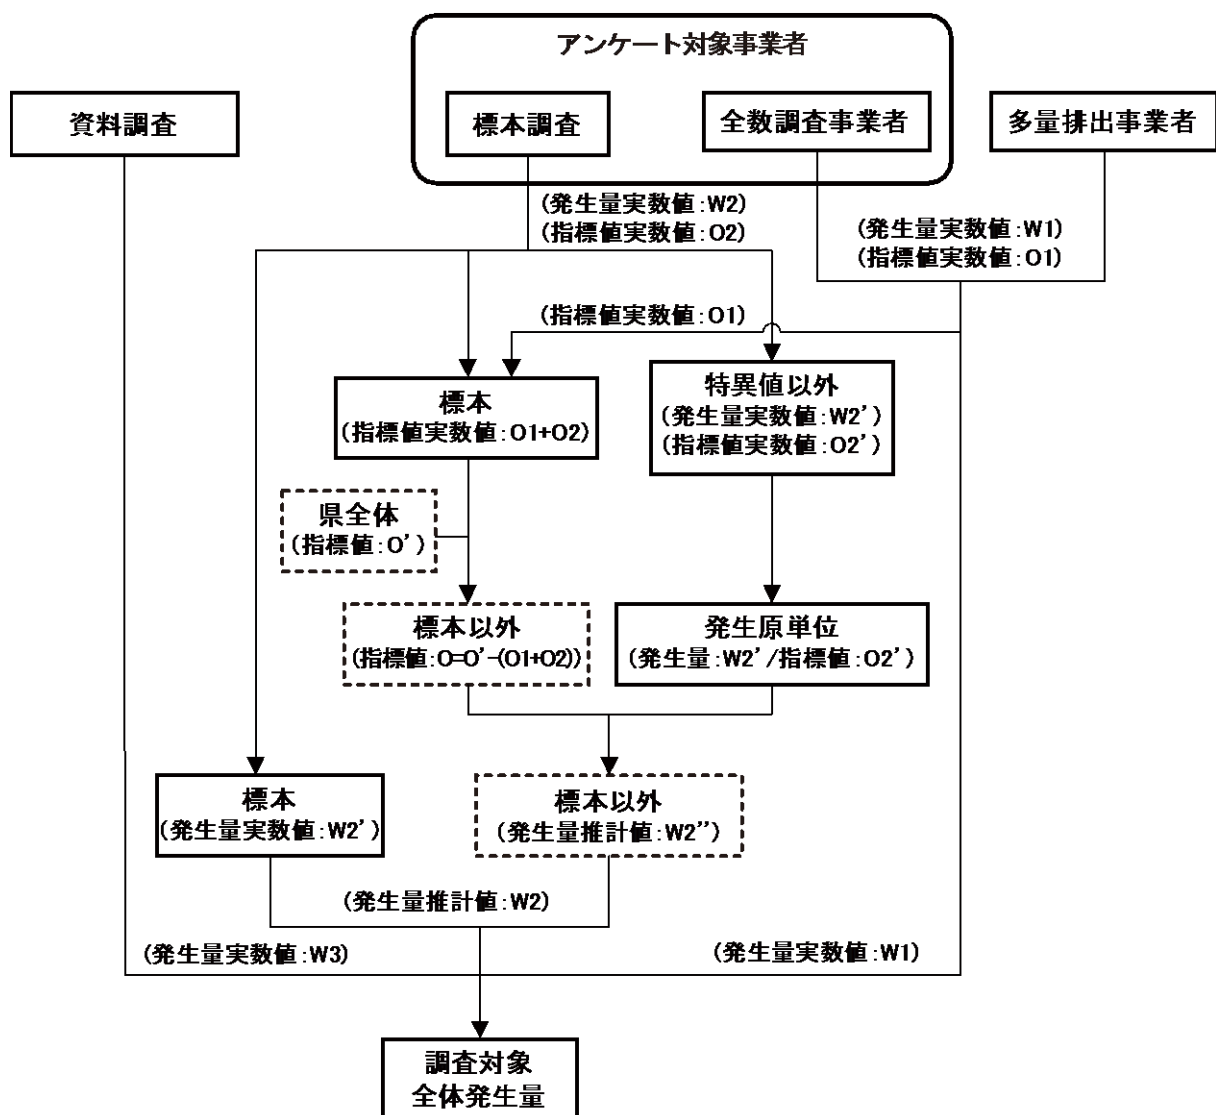 アンケート対象事業者
資料調査
標本調査
全数調査事業者
多量排出事業者
(発生量実数値:W2)
(指標値実数値:O2)
(発生量実数値:W1)
(指標値実数値:O1)
(指標値実数値:O1)
標本
(指標値実数値:O1+O2)
特異値以外
(発生量実数値:W2')
(指標値実数値:O2')
県全体
(指標値:O')
標本以外
(指標値:O=O'-(O1+O2))
発生原単位
(発生量:W2'/指標値:O2')
標本
(発生量実数値:W2')
標本以外
(発生量推計値:W2'')
(発生量推計値:W2)
(発生量実数値:W3)
(発生量実数値:W1)
調査対象
全体発生量